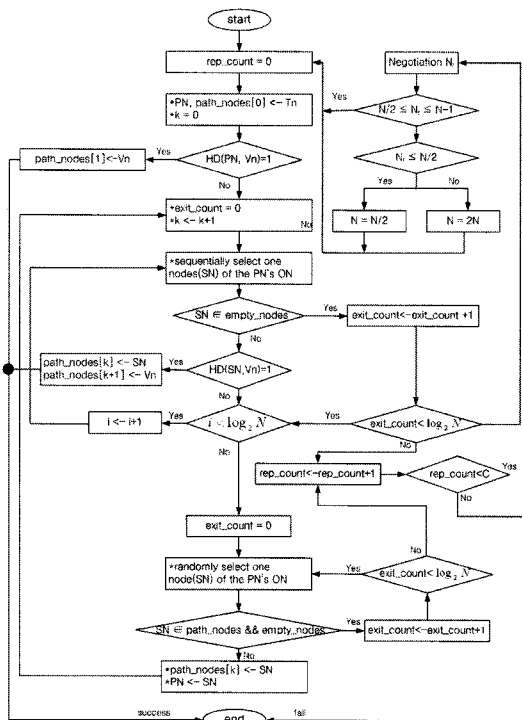 start
rep_count = 0
Negotiation Nr
*PN, path_nodes[0] <- Tn
*k = 0
Yes
N/2 ≤ Nr ≤ N-1
path_nodes[1]<-Vn
Yes
HD(PN, Vn)=1
Nr ≤ N/2
No
Yes
No
*exit_count = 0
*k <- k+1
No
N = N/2
N = 2N
*sequentially select one
nodes(SN) of the PN's ON
SN ∈ empty_nodes
Yes
exit_count<-exit_count +1
No
path_nodes[k] <- SN
path_nodes[k+1] <- Vn
Yes
HD(SN,Vn)=1
No
i <- i+1
Yes
i < log2 N
Yes
exit_count< log2 N
No
No
rep_count<-rep_count+1
rep_count<C
Yes
No
exit_count = 0
No
*randomly select one
node(SN) of the PN's ON
Yes
exit_count< log2 N
SN ∈ path_nodes && empty_nodes
Yes
exit_count<-exit_count+1
No
*path_nodes[k] <- SN
*PN <- SN
success
end
fail